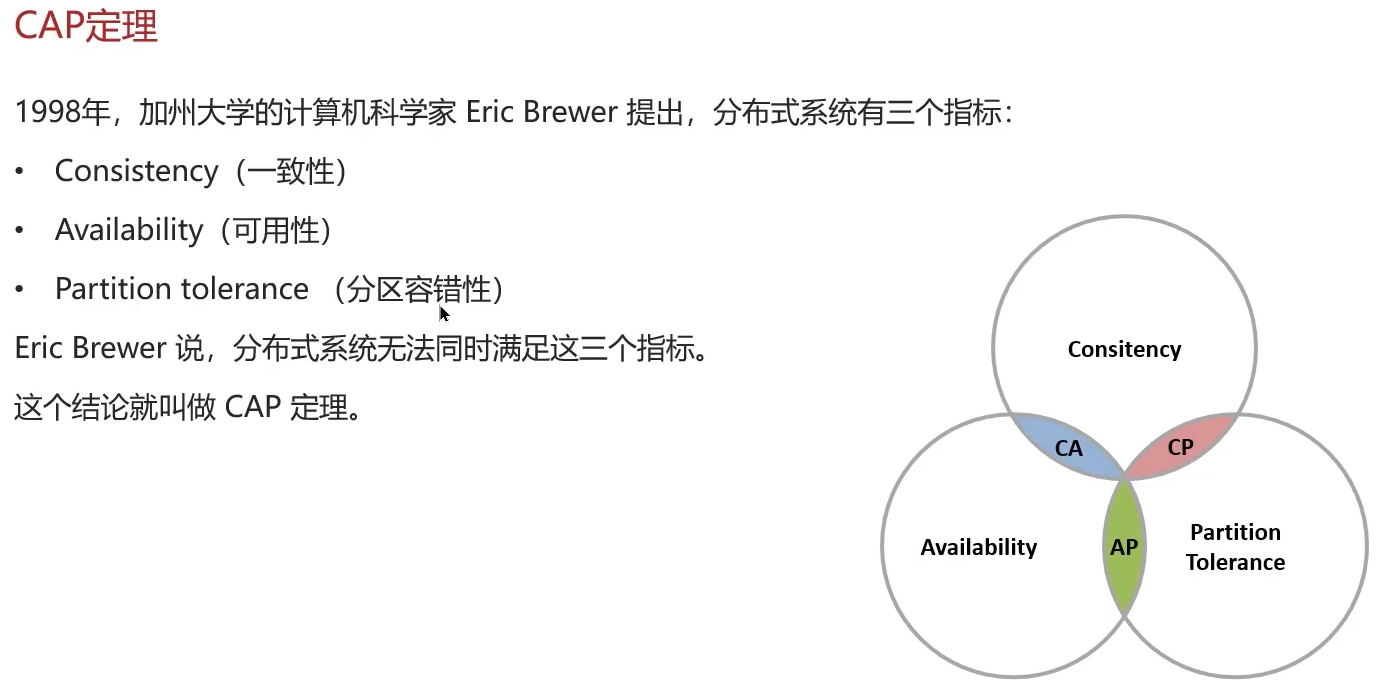 CAP定理
1998年，加州大学的计算机科学家 Eric Brewer 提出，分布式系统有三个指标：
• Consistency（一致性）
• Availability（可用性）
• Partition tolerance （分区容错性）
Eric Brewer 说，分布式系统无法同时满足这三个指标。
这个结论就叫做 CAP 定理。
Consitency
CA
CP
Availability
AP
Partition
Tolerance